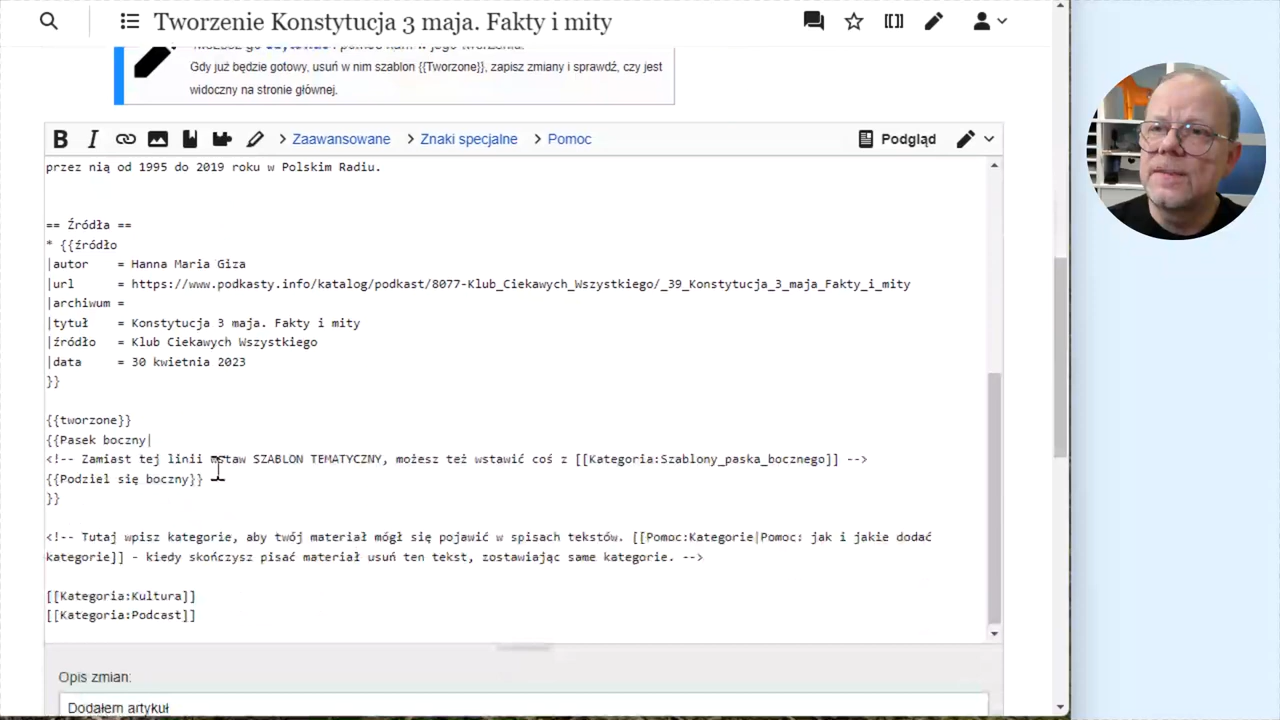 Tworzenie Konstytucja 3 maja. Fakty i mity
Gdy już będzie gotowy, usuń w nim szablon {{Tworzone}}, zapisz zmiany i sprawdź, czy jest
widoczny na stronie głównej.
B I Zaawansowane Znaki specjalne Pomoc Podgląd
przez nią od 1995 do 2019 roku w Polskim Radiu.
== Źródła ==
* {{źródło
|autor = Hanna Maria Giza
|url = https://www.podkasty.info/katalog/podkast/8077-Klub_Ciekawych_Wszystkiego/_39_Konstytucja_3_maja_Fakty_i_mity
|archiwum =
|tytuł = Konstytucja 3 maja. Fakty i mity
|źródło = Klub Ciekawych Wszystkiego
|data = 30 kwietnia 2023
}}
{{tworzone}}
{{Pasek boczny|
<!-- Zamiast tej linii wstaw SZABLON TEMATYCZNY, możesz też wstawić coś z [[Kategoria:Szablony_paska_bocznego]] -->
{{Podziel się boczny}}
}}
<!-- Tutaj wpisz kategorie, aby twój materiał mógł się pojawić w spisach tekstów. [[Pomoc:Kategorie|Pomoc: jak i jakie dodać
kategorie]] - kiedy skończysz pisać materiał usuń ten tekst, zostawiając same kategorie. -->
[[Kategoria:Kultura]]
[[Kategoria:Podcast]]
Opis zmian:
Dodałem artykuł